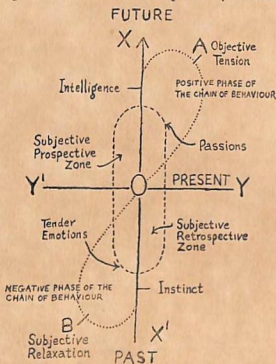 FUTURE
X
A Objective
Tension
Intelligence
POSITIVE PHASE OF
THE CHAIN OF BEHAVIOUR
Subjective
Prospective
Zone
Passions
Y'
O
PRESENT
Y
Tender
Emotions
Subjective
Retrospective
Zone
NEGATIVE PHASE OF THE
CHAIN OF BEHAVIOUR
Instinct
B
Subjective
Relaxation
X'
PAST